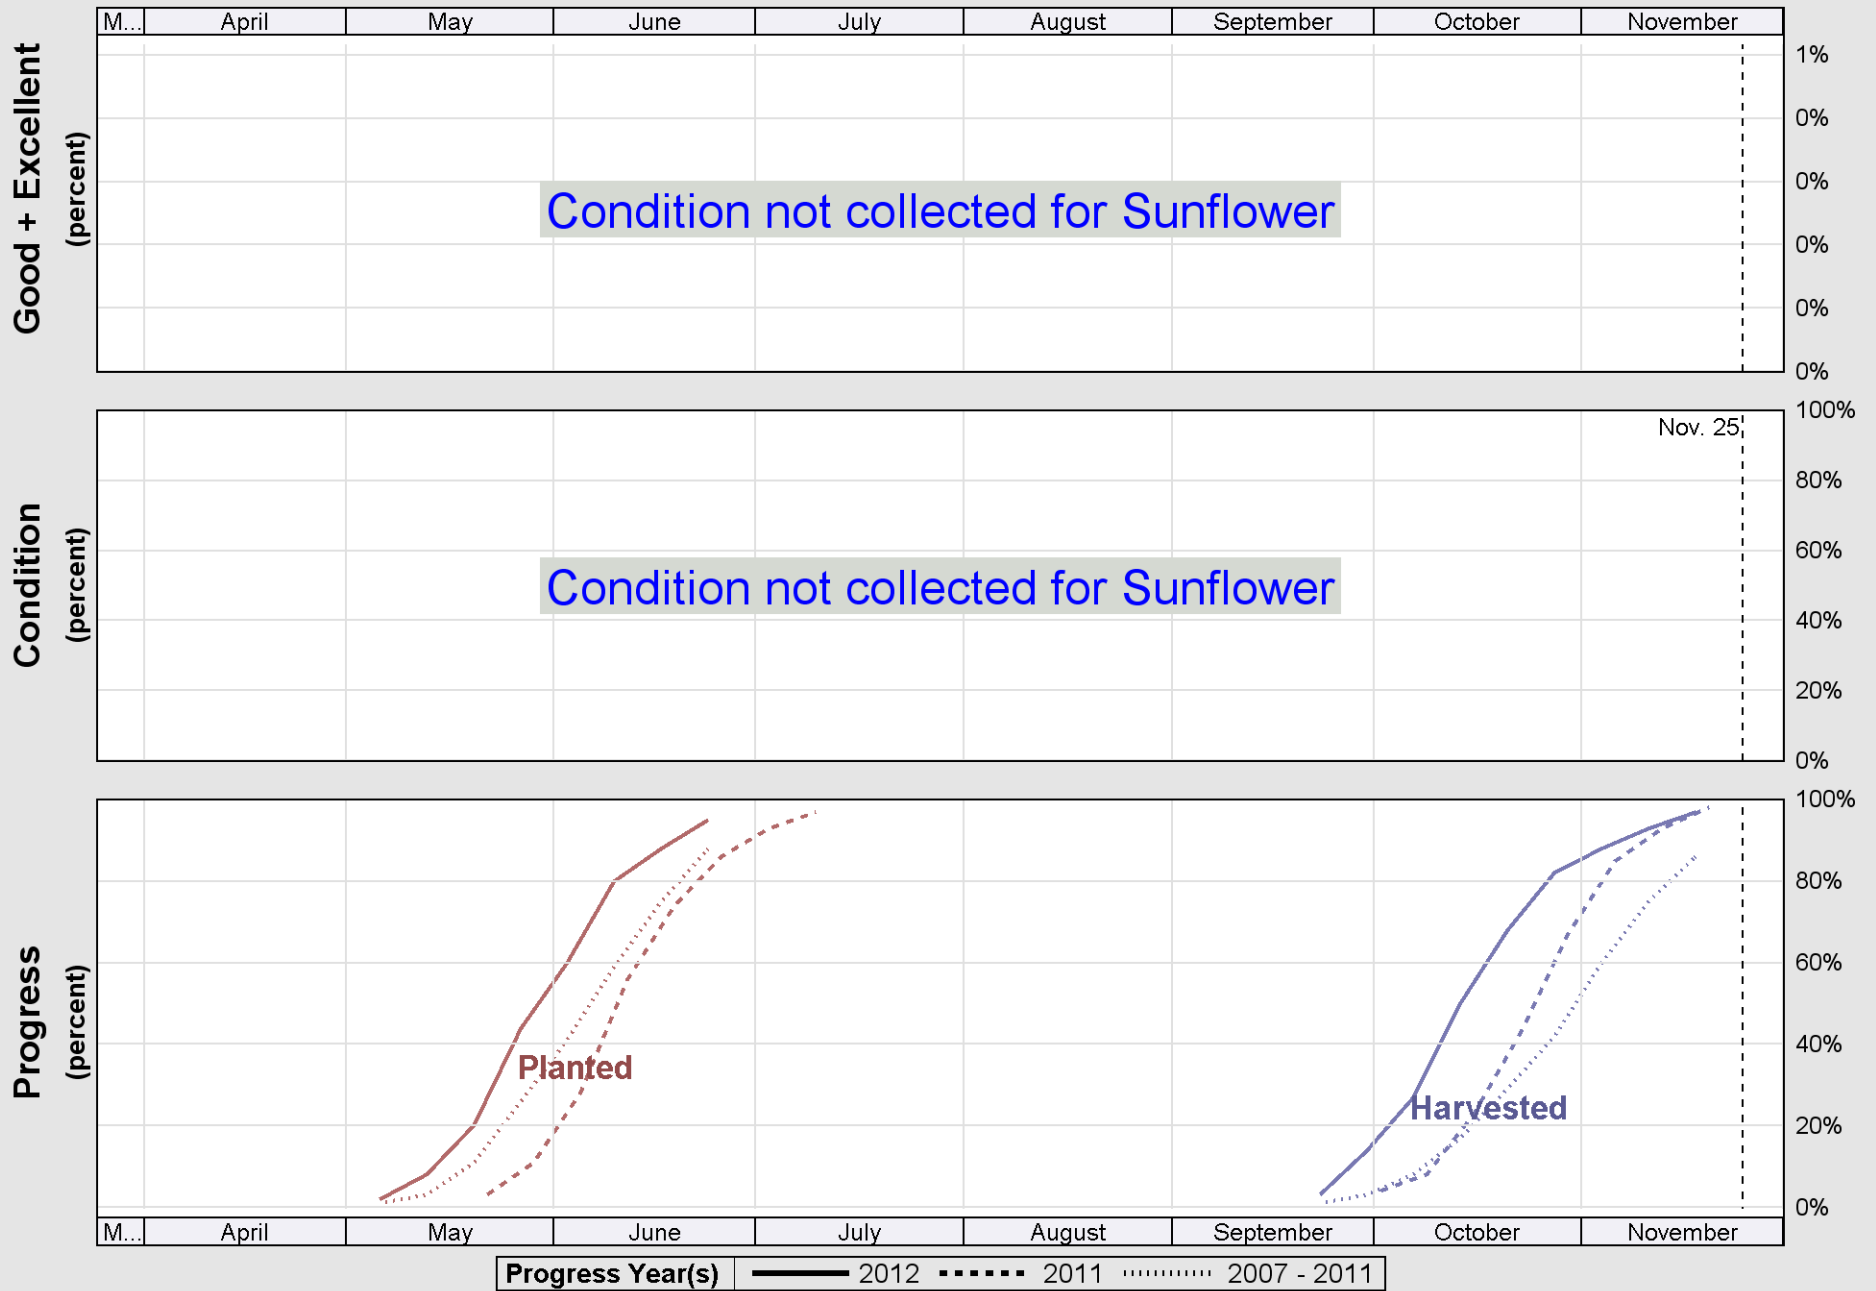 M... April May June July August September October November
Good + Excellent
(percent)
1%
0%
0%
0%
0%
0%
Condition not collected for Sunflower
Condition
(percent)
100%
80%
60%
40%
20%
0%
Nov. 25
Condition not collected for Sunflower
Progress
(percent)
100%
80%
60%
40%
20%
0%
Planted
Harvested
M... April May June July August September October November
Progress Year(s) 2012 2011 2007 - 2011